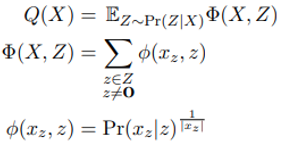 Q(X) = 𝔼_{Z∼Pr(Z|X)}Φ(X, Z)
Φ(X, Z) = ∑_{z∈Z, z≠𝐎} ϕ(x_z, z)
ϕ(x_z, z) = Pr(x_z|z)^{1/|x_z|}